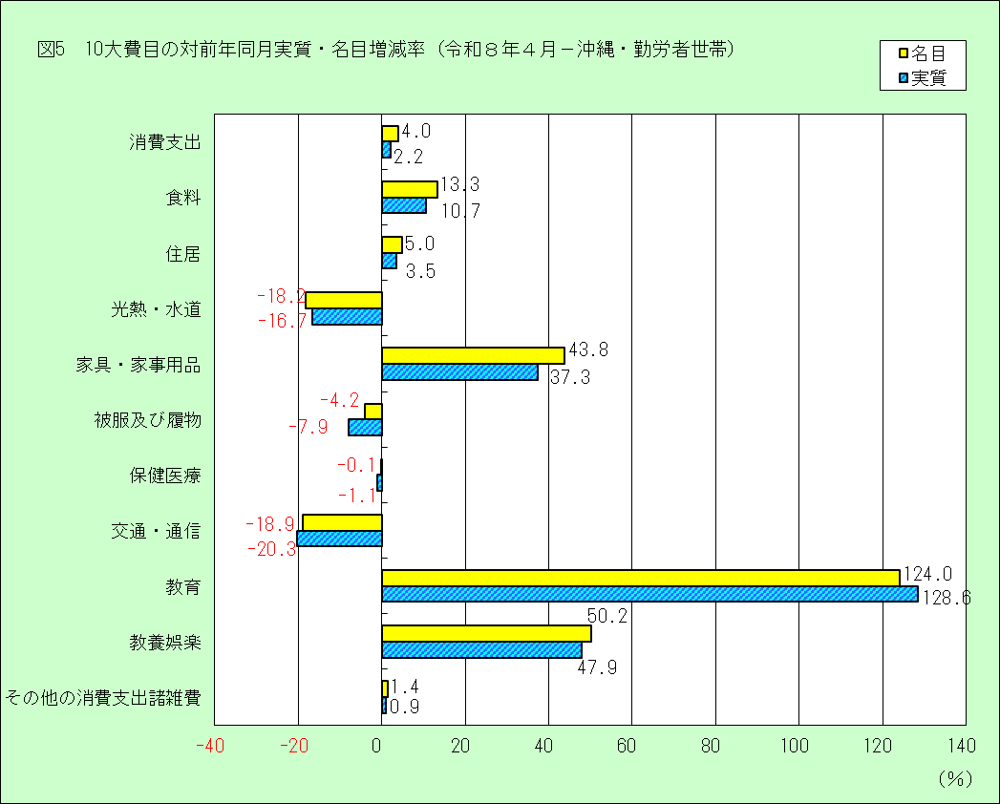 図5　10大費目の対前年同月実質・名目増減率（令和８年４月－沖縄・勤労者世帯）
名目
実質
消費支出
4.0
2.2
食料
13.3
10.7
住居
5.0
3.5
光熱・水道
-18.2
-16.7
家具・家事用品
43.8
37.3
被服及び履物
-4.2
-7.9
保健医療
-0.1
-1.1
交通・通信
-18.9
-20.3
教育
124.0
128.6
教養娯楽
50.2
47.9
その他の消費支出諸雑費
1.4
0.9
-40 -20 0 20 40 60 80 100 120 140
（%）